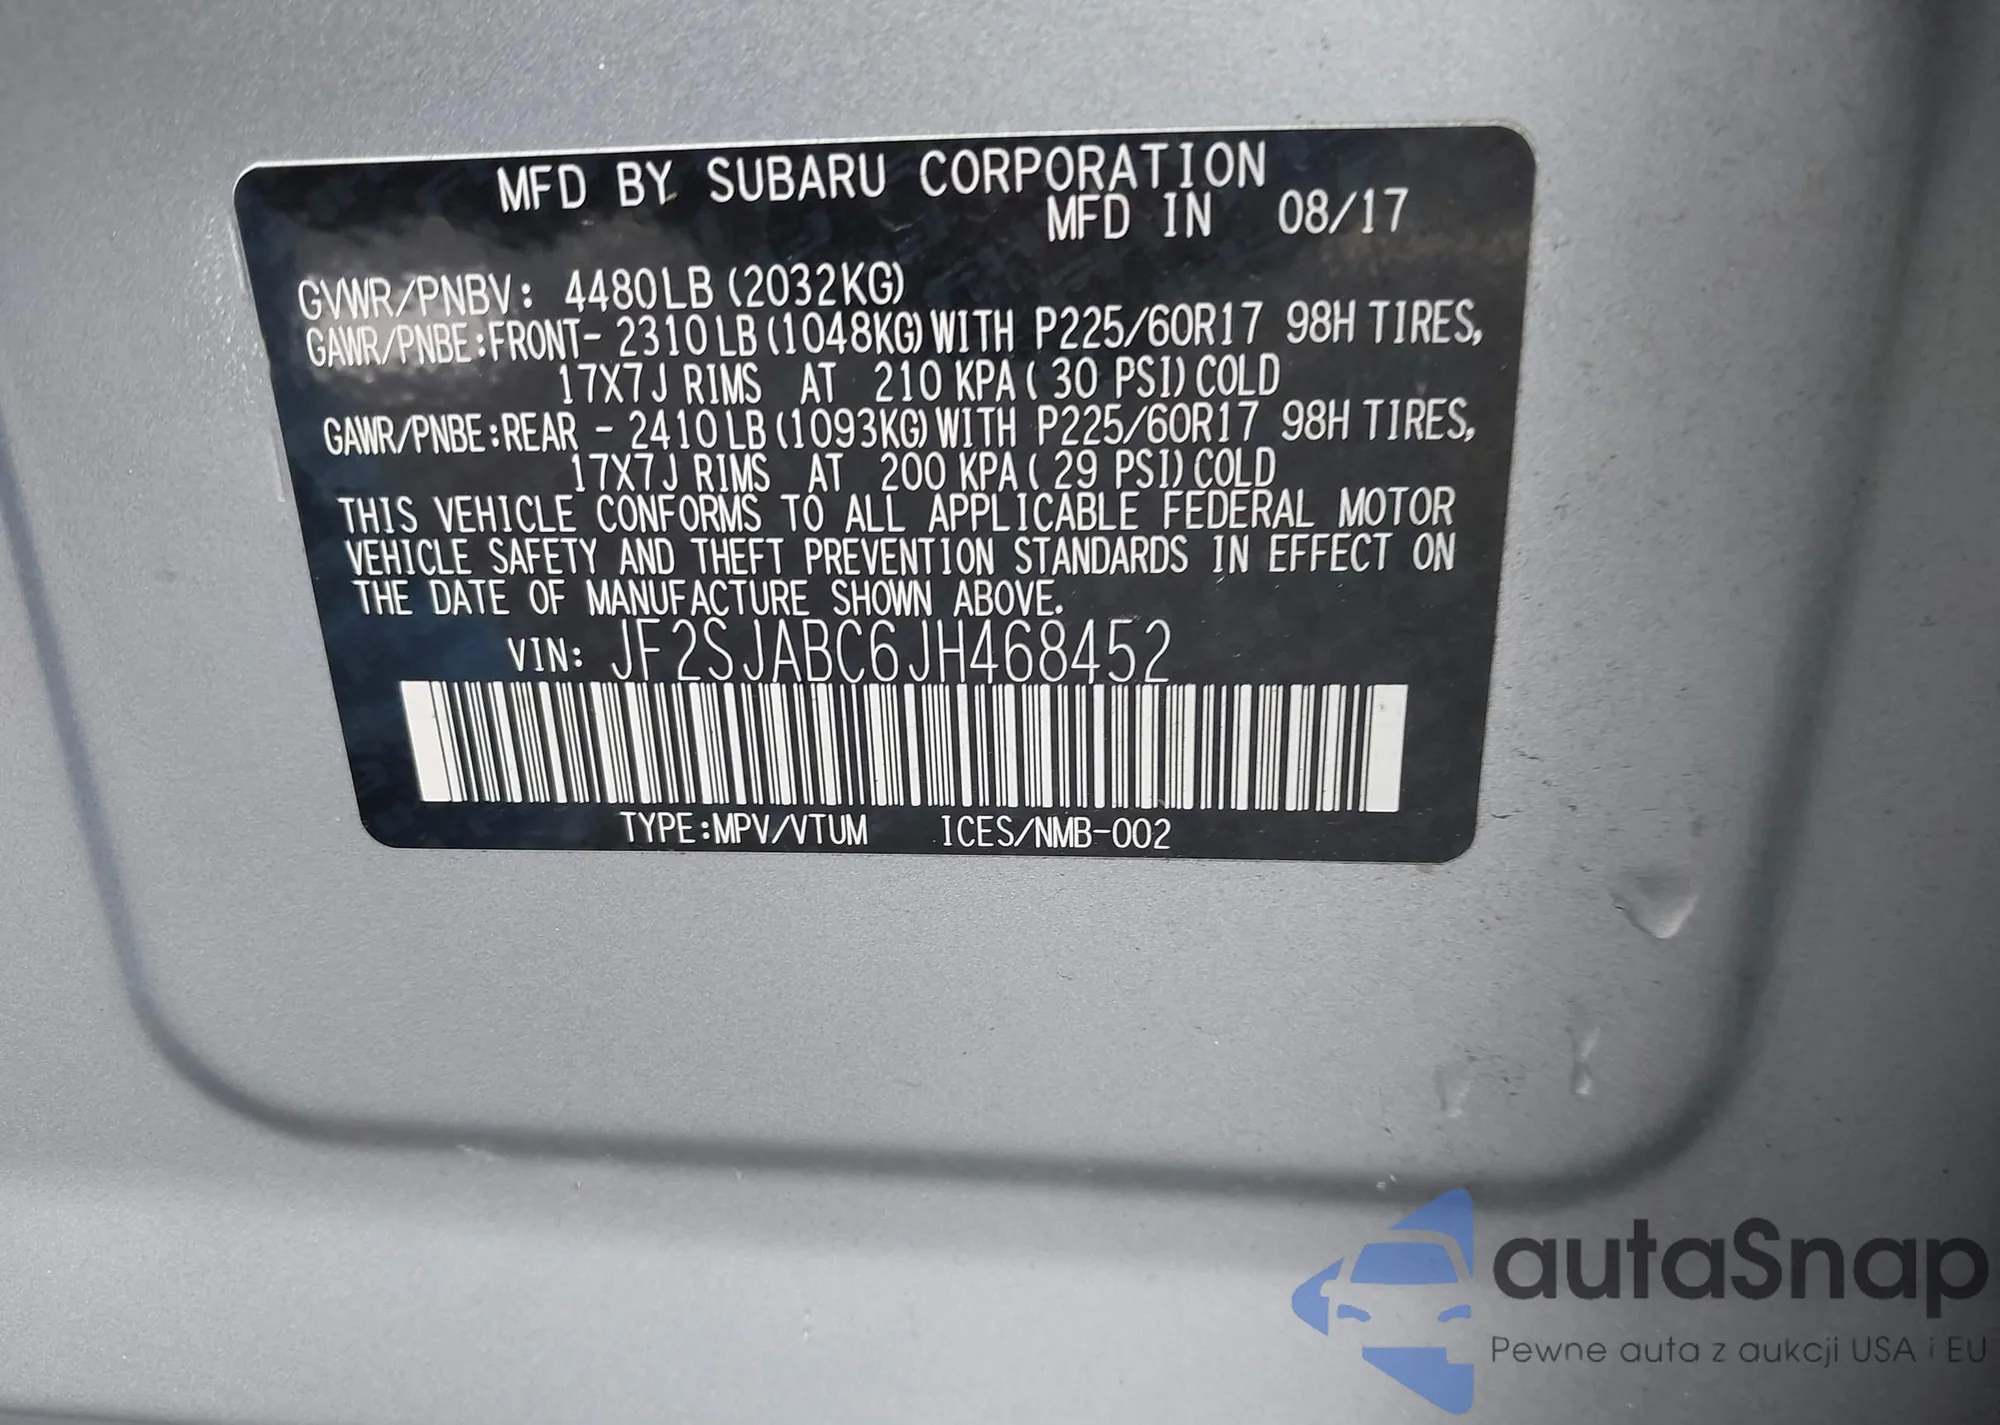 MFD BY SUBARU CORPORATION
MFD IN 08/17
GVWR/PNBV: 4480LB (2032KG)
GAWR/PNBE:FRONT- 2310LB (1048KG) WITH P225/60R17 98H TIRES,
17X7J RIMS AT 210 KPA ( 30 PSI) COLD
GAWR/PNBE:REAR - 2410LB (1093KG) WITH P225/60R17 98H TIRES,
17X7J RIMS AT 200 KPA ( 29 PSI) COLD
THIS VEHICLE CONFORMS TO ALL APPLICABLE FEDERAL MOTOR
VEHICLE SAFETY AND THEFT PREVENTION STANDARDS IN EFFECT ON
THE DATE OF MANUFACTURE SHOWN ABOVE.
VIN: JF2SJABC6JH468452
TYPE:MPV/VTUM ICES/NMB-002
autaSnap
Pewne auta z aukcji USA i EU